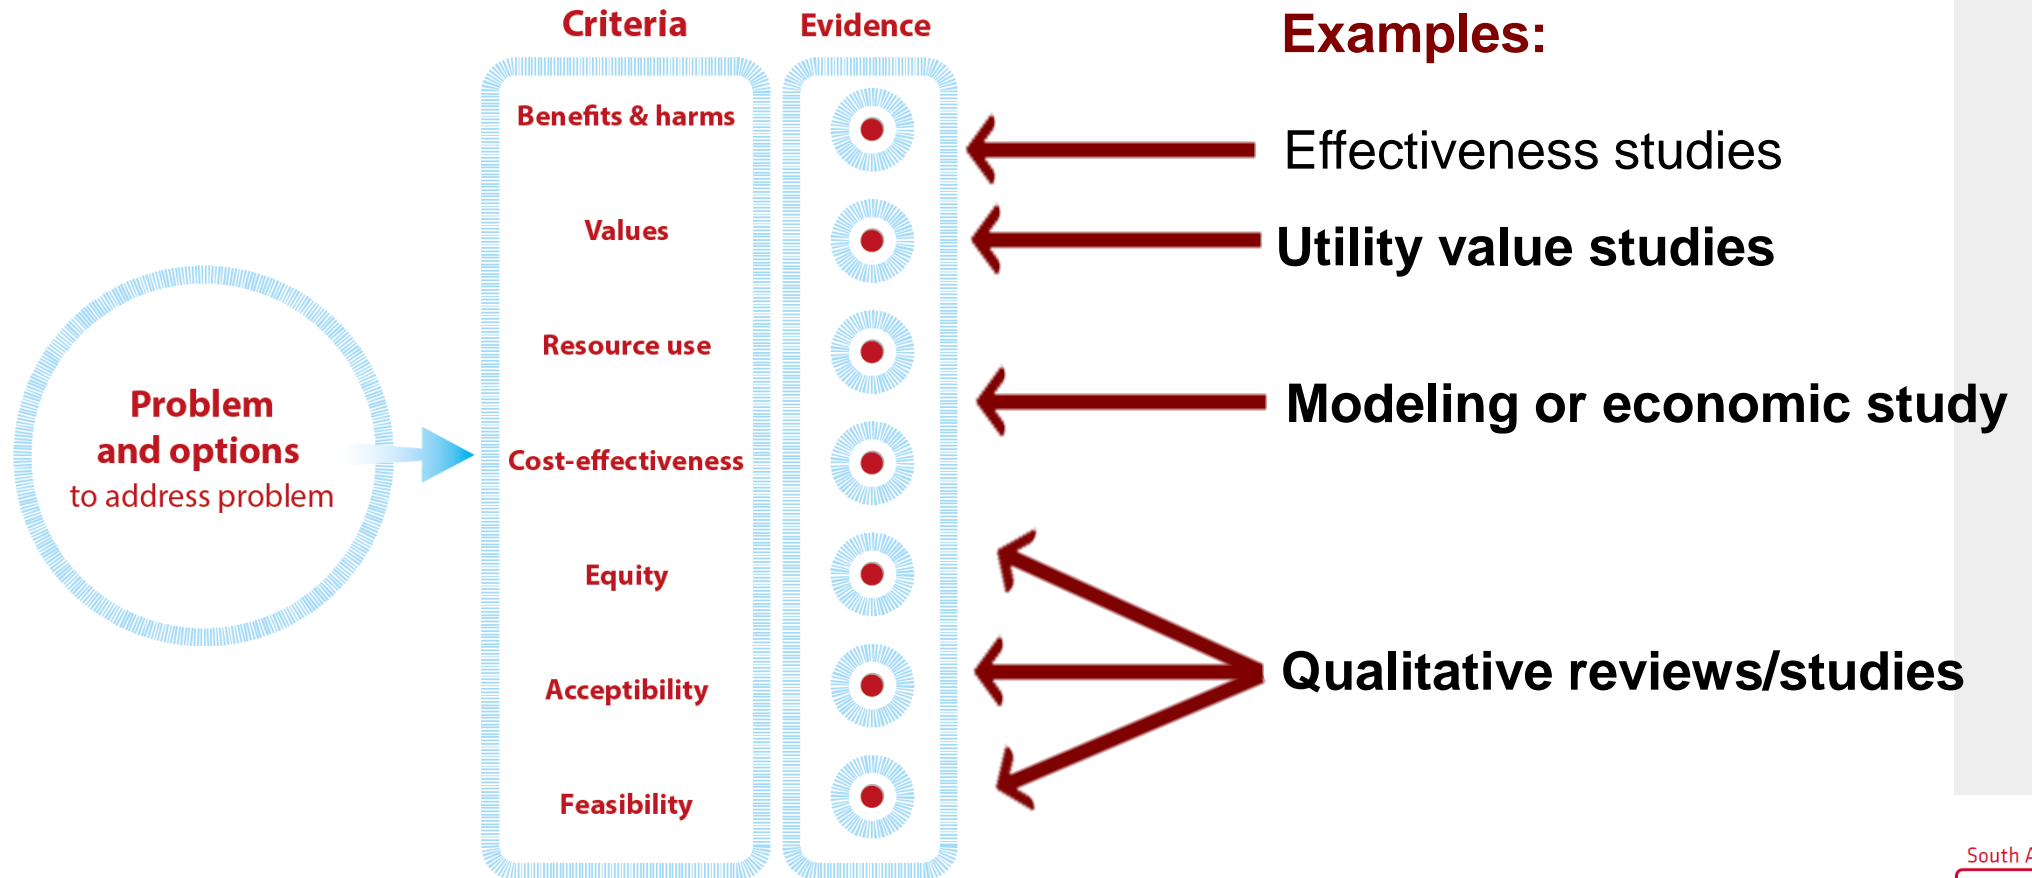 Criteria
Evidence
Examples:
Benefits & harms
Effectiveness studies
Values
Utility value studies
Resource use
Modeling or economic study
Problem
and options
to address problem
Cost-effectiveness
Equity
Acceptibility
Qualitative reviews/studies
Feasibility
South A